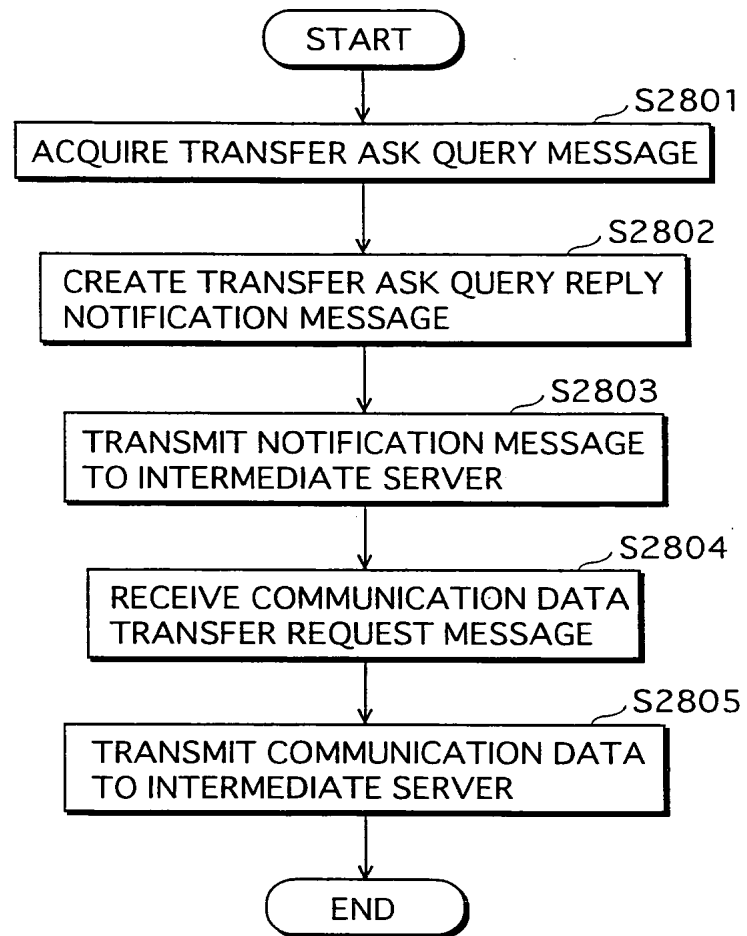 START
S2801
ACQUIRE TRANSFER ASK QUERY MESSAGE
S2802
CREATE TRANSFER ASK QUERY REPLY
NOTIFICATION MESSAGE
S2803
TRANSMIT NOTIFICATION MESSAGE
TO INTERMEDIATE SERVER
S2804
RECEIVE COMMUNICATION DATA
TRANSFER REQUEST MESSAGE
S2805
TRANSMIT COMMUNICATION DATA
TO INTERMEDIATE SERVER
END